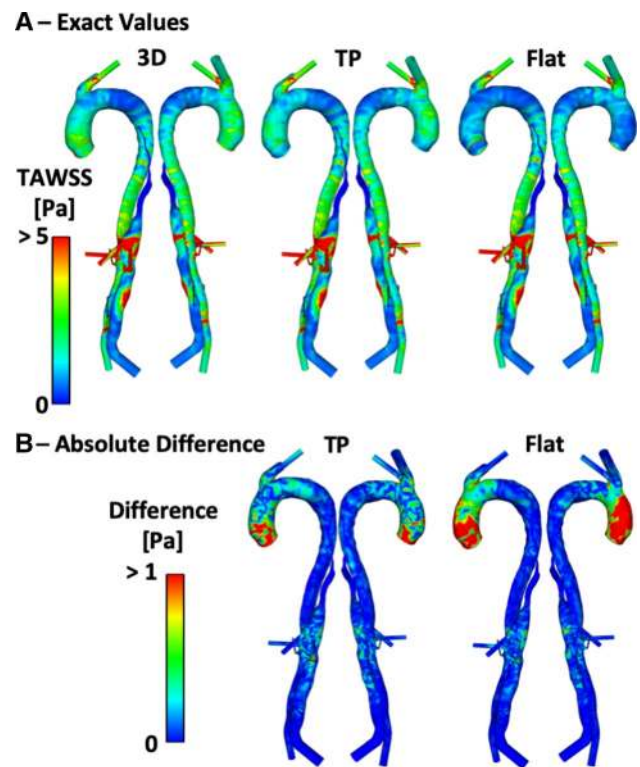 A – Exact Values
3D TP Flat
TAWSS
[Pa]
> 5
0
B – Absolute Difference TP Flat
Difference
[Pa]
> 1
0